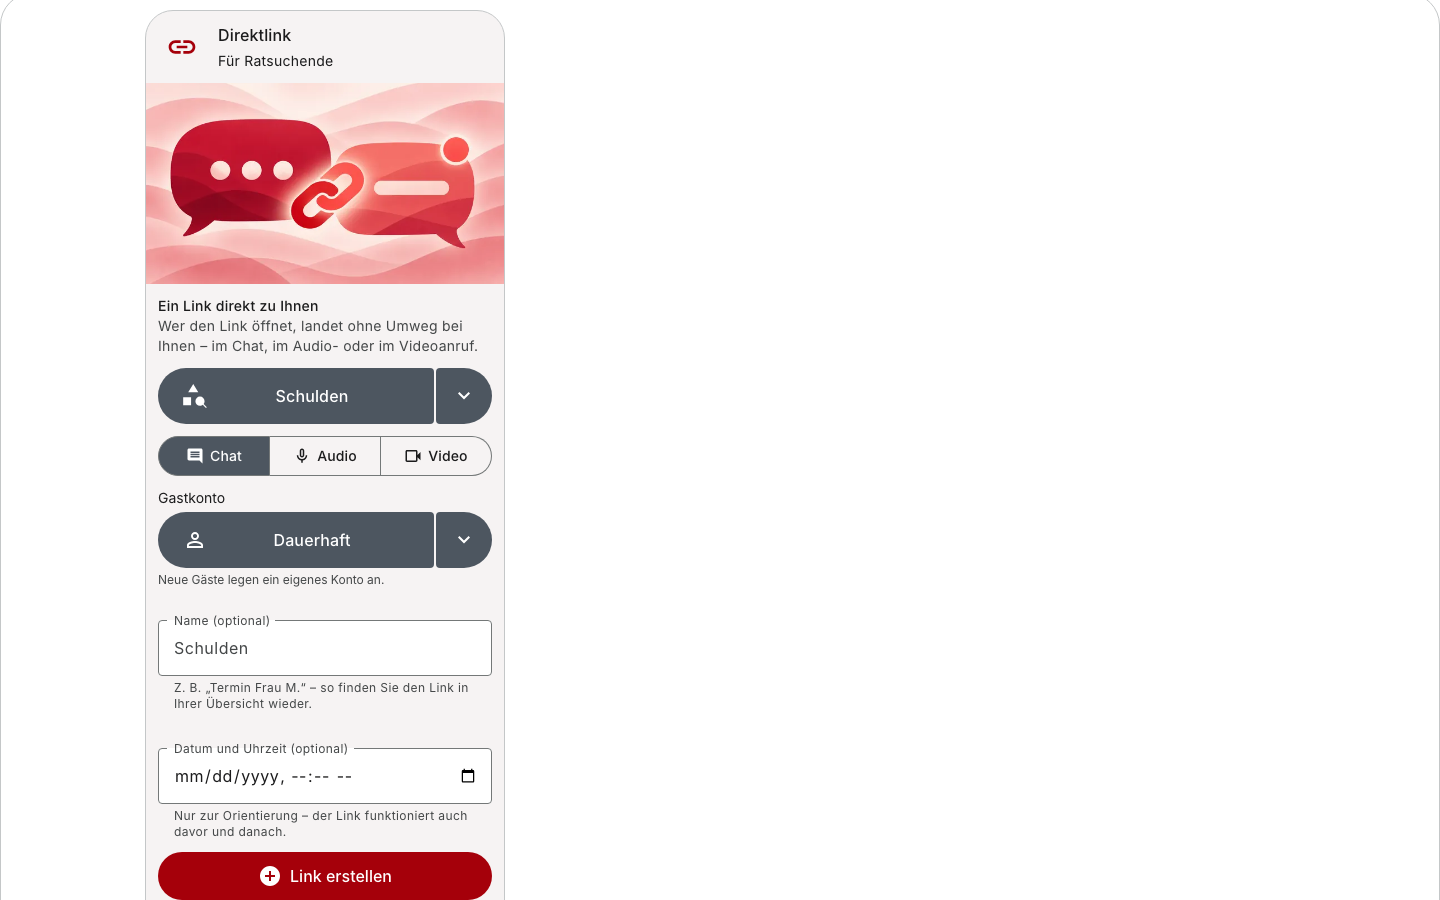 Direktlink
Für Ratsuchende
Ein Link direkt zu Ihnen
Wer den Link öffnet, landet ohne Umweg bei
Ihnen – im Chat, im Audio- oder im Videoanruf.
Schulden
Chat
Audio
Video
Gastkonto
Dauerhaft
Neue Gäste legen ein eigenes Konto an.
Name (optional)
Schulden
Z. B. „Termin Frau M.“ – so finden Sie den Link in
Ihrer Übersicht wieder.
Datum und Uhrzeit (optional)
mm/dd/yyyy, --:-- --
Nur zur Orientierung – der Link funktioniert auch
davor und danach.
Link erstellen